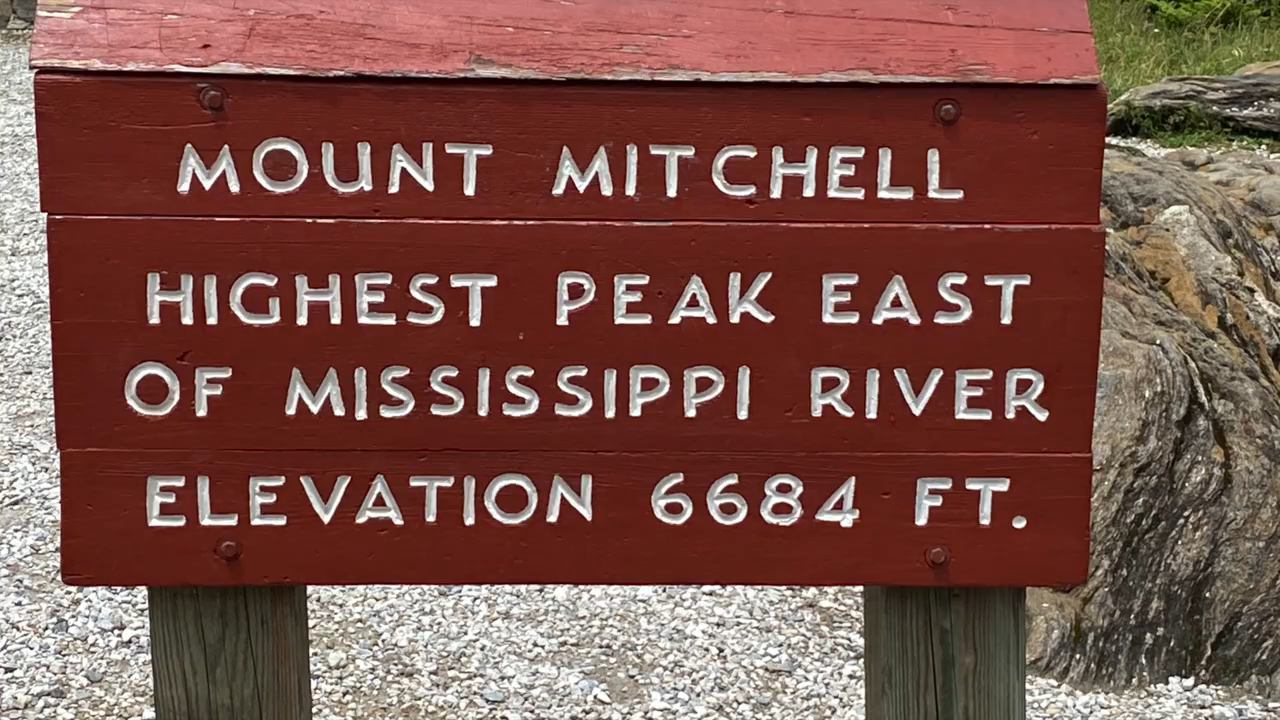 MOUNT MITCHELL
HIGHEST PEAK EAST
OF MISSISSIPPI RIVER
ELEVATION 6684 FT.